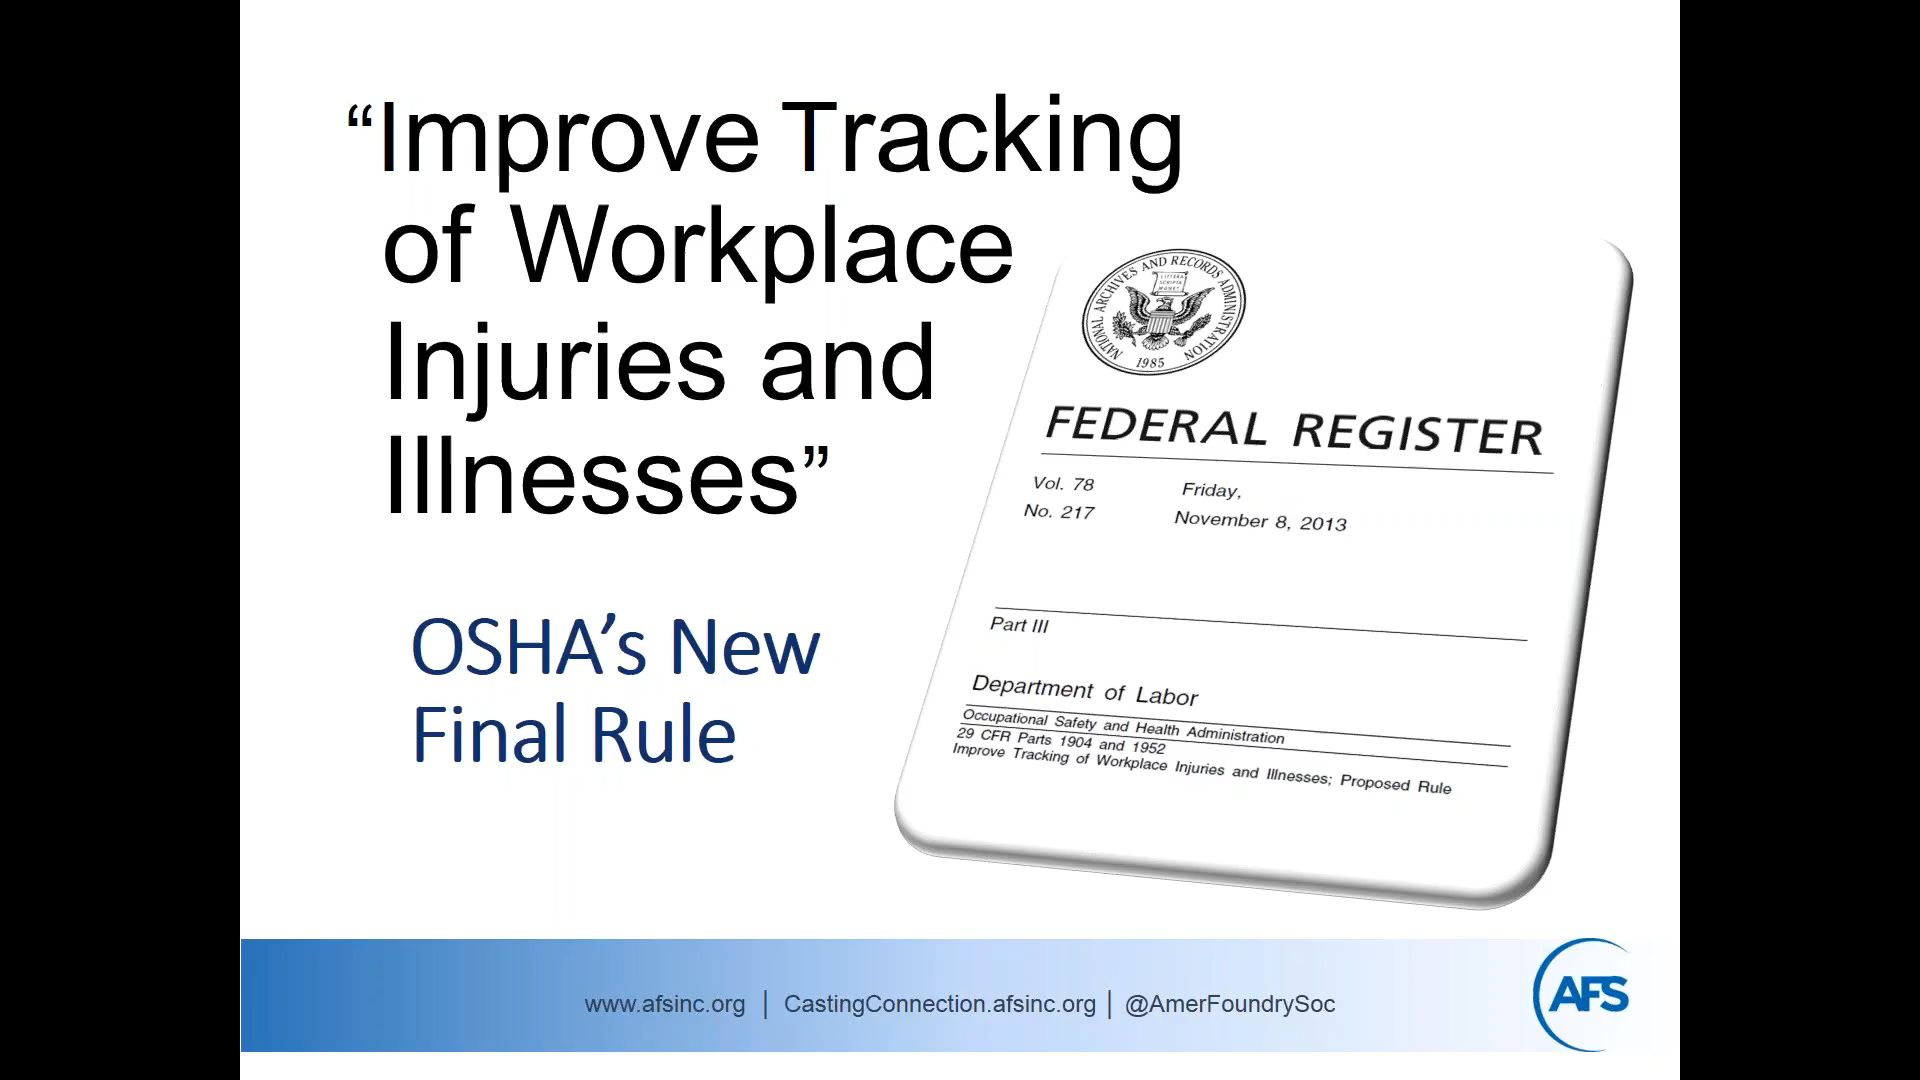 “Improve Tracking
of Workplace
Injuries and
Illnesses”
OSHA’s New
Final Rule
NATIONAL ARCHIVES AND RECORDS ADMINISTRATION
LITTERA
SCRIPTA
MANET
1985
FEDERAL REGISTER
Vol. 78 Friday,
No. 217 November 8, 2013
Part III
Department of Labor
Occupational Safety and Health Administration
29 CFR Parts 1904 and 1952
Improve Tracking of Workplace Injuries and Illnesses; Proposed Rule
www.afsinc.org | CastingConnection.afsinc.org | @AmerFoundrySoc
AFS